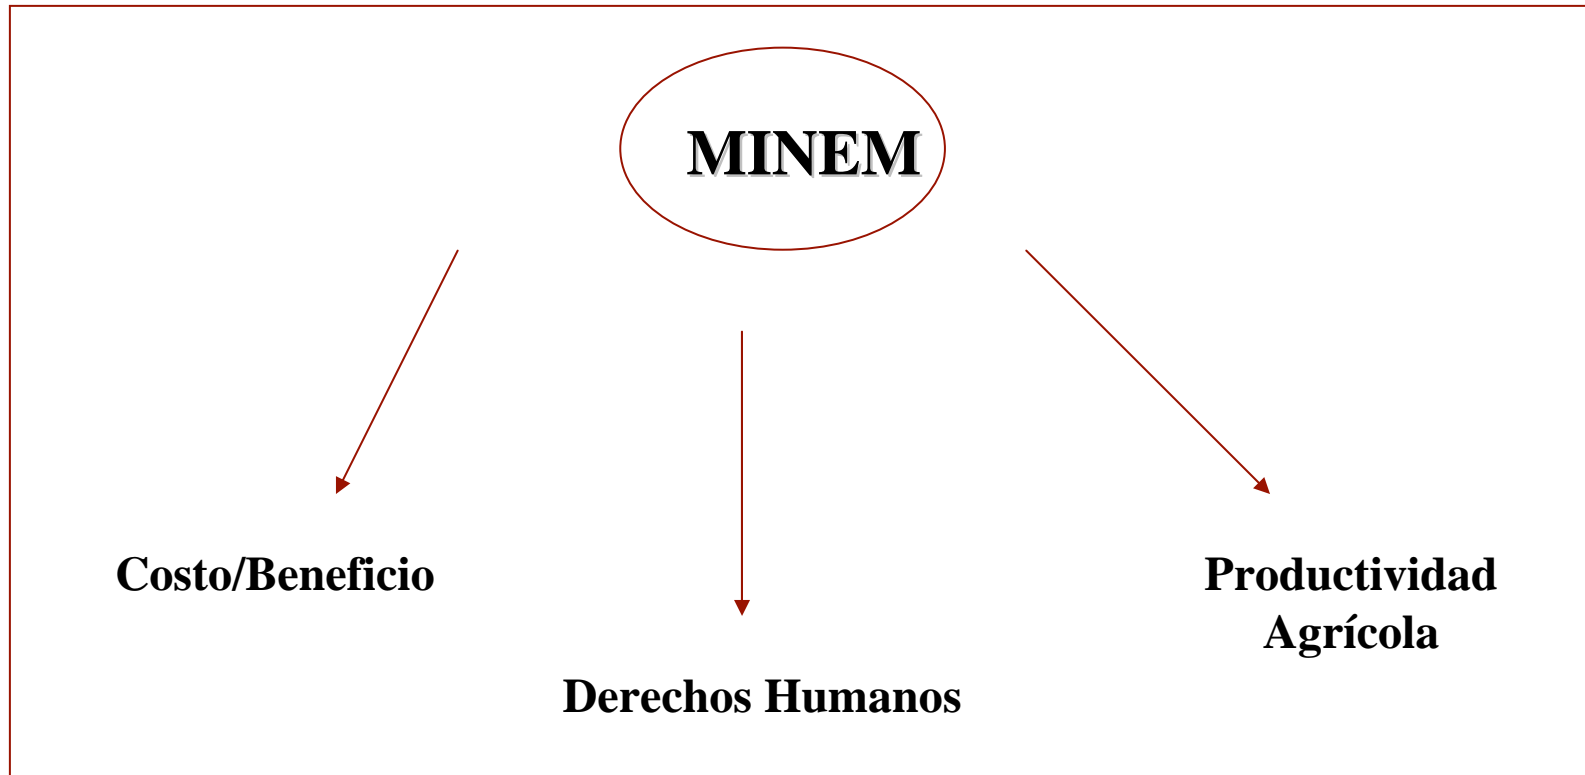 MINEM
Costo/Beneficio
Productividad
Agrícola
Derechos Humanos